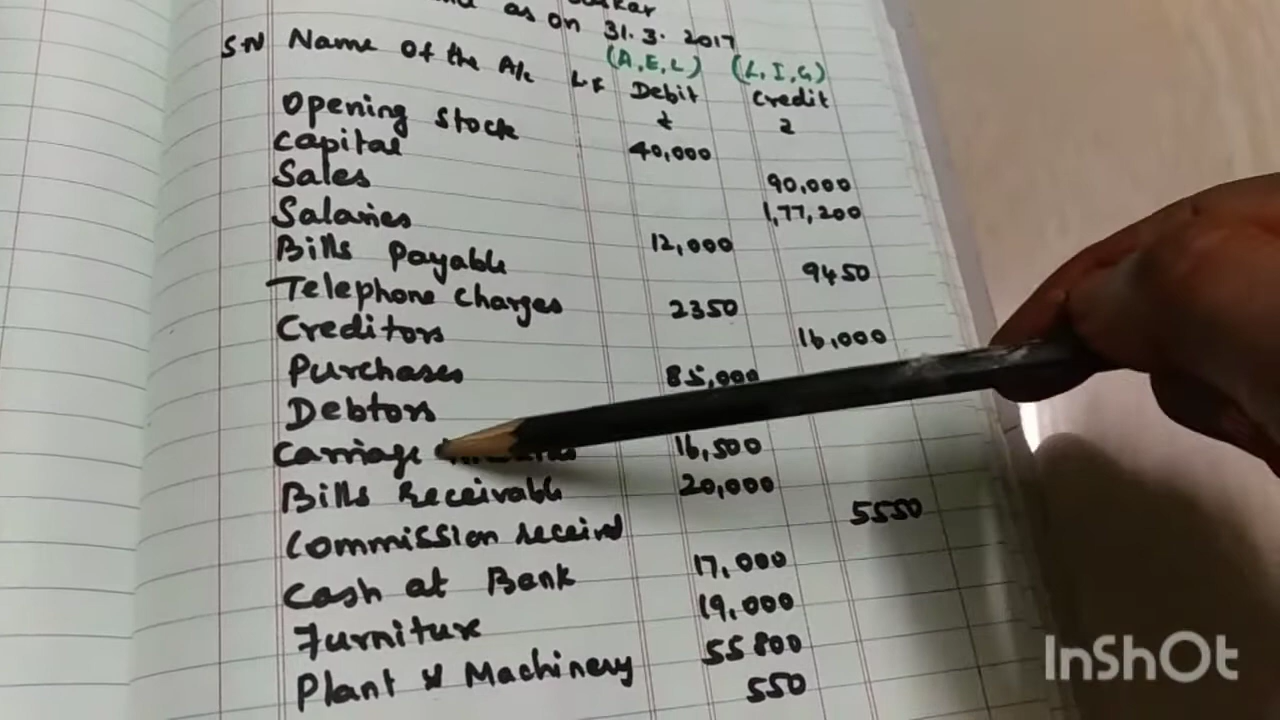 as on 31.3.2017
S.N Name Of the A/c L.F (A,E,L) Debit ₹ (L,I,G) Credit ₹
Opening Stock 40,000
Capital 90,000
Sales 1,77,200
Salaries 12,000
Bills Payable 9450
Telephone Charges 2350
Creditors 16,000
Purchases 85,000
Debtors
Carriage 16,500
Bills Receivable 20,000
Commission received 5550
Cash at Bank 17,000
Furniture 19,000
Plant & Machinery 55800
550
InShOt